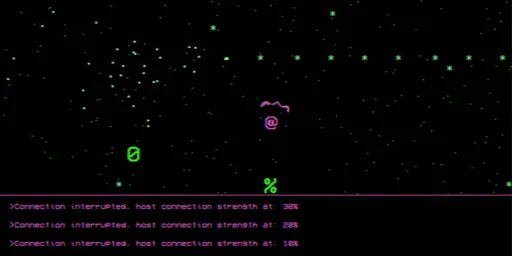 0
@
%
>Connection interrupted, host connection strength at: 30%
>Connection interrupted, host connection strength at: 20%
>Connection interrupted, host connection strength at: 10%